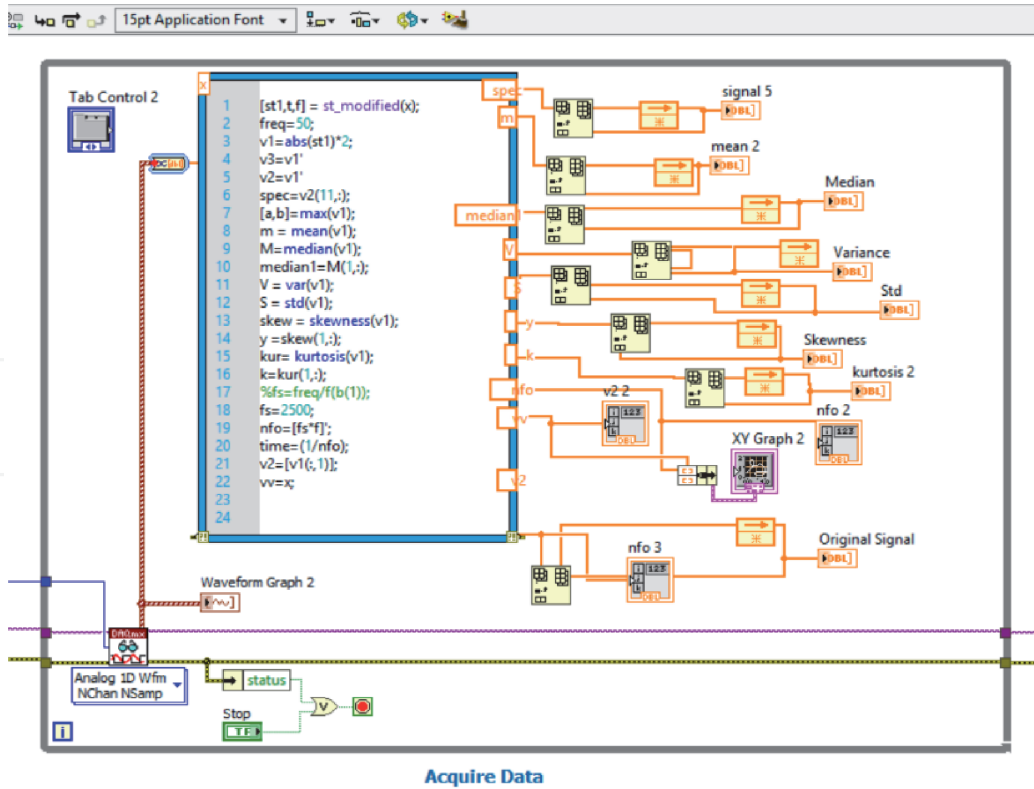 15pt Application Font
Tab Control 2
x
1 [st1,t,f] = st_modified(x);
2 freq=50;
3 v1=abs(st1)*2;
4 v3=v1'
5 v2=v1'
6 spec=v2(11,:);
7 [a,b]=max(v1);
8 m = mean(v1);
9 M=median(v1);
10 median1=M(1,:);
11 V = var(v1);
12 S = std(v1);
13 skew = skewness(v1);
14 y =skew(1,:);
15 kur= kurtosis(v1);
16 k=kur(1,:);
17 %fs=freq/f(b(1));
18 fs=2500;
19 nfo=[fs*f]';
20 time=(1/nfo);
21 v2=[v1(:,1)];
22 vv=x;
23
24
spec
m
median1
V
S
y
k
nfo
vv
v2
signal 5
DBL]
mean 2
DBL]
Median
DBL]
Variance
DBL]
Std
DBL]
Skewness
DBL]
kurtosis 2
DBL]
v2 2
123
DBL
nfo 2
123
DBL
XY Graph 2
nfo 3
123
DBL
Original Signal
DBL]
Waveform Graph 2
DAQmx
Analog 1D Wfm
NChan NSamp
status
Stop
TF
V
i
Acquire Data